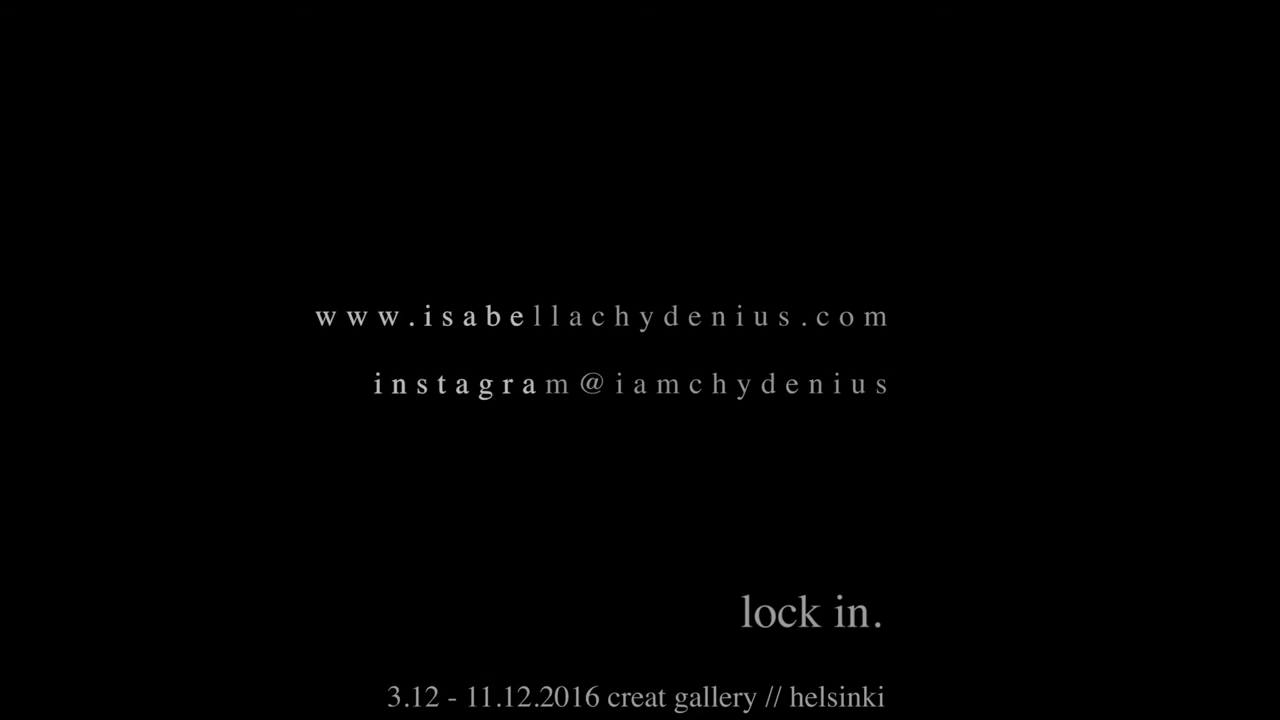 www.isabellachydenius.com
instagram@iamchydenius
lock in.
3.12 - 11.12.2016 creat gallery // helsinki